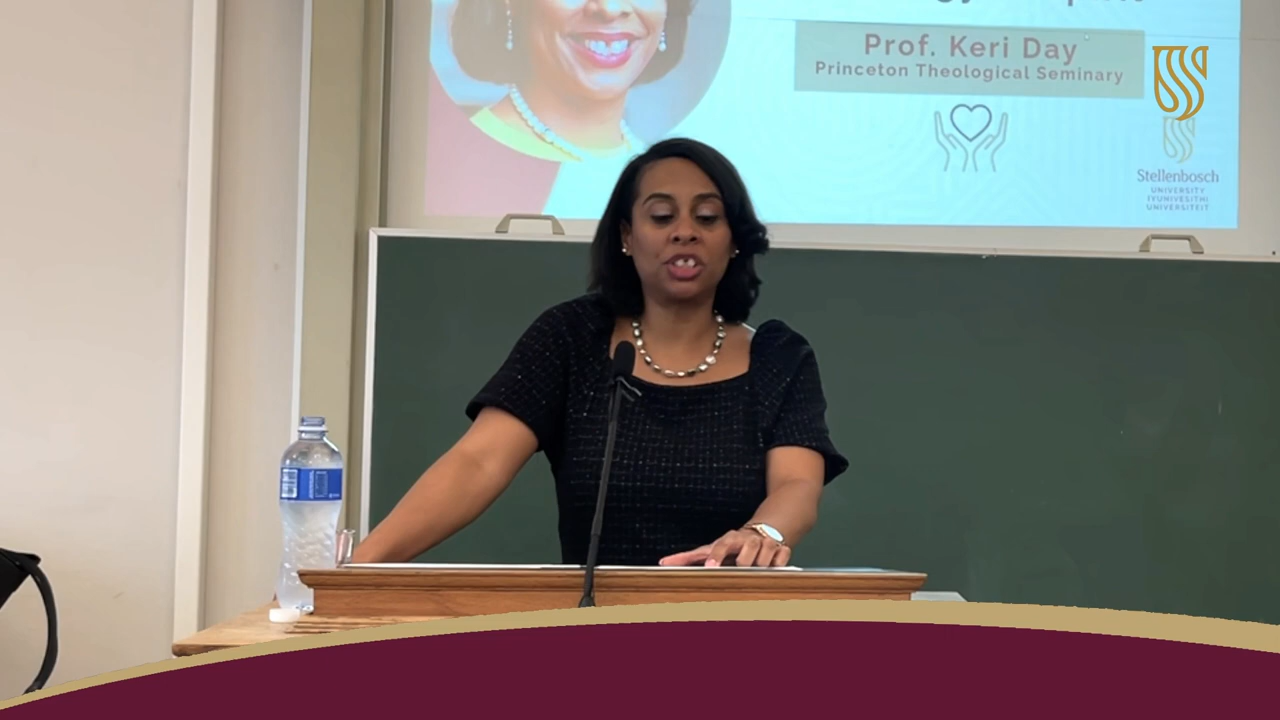 Prof. Keri Day
Princeton Theological Seminary
Stellenbosch
UNIVERSITY
IYUNIVESITHI
UNIVERSITEIT